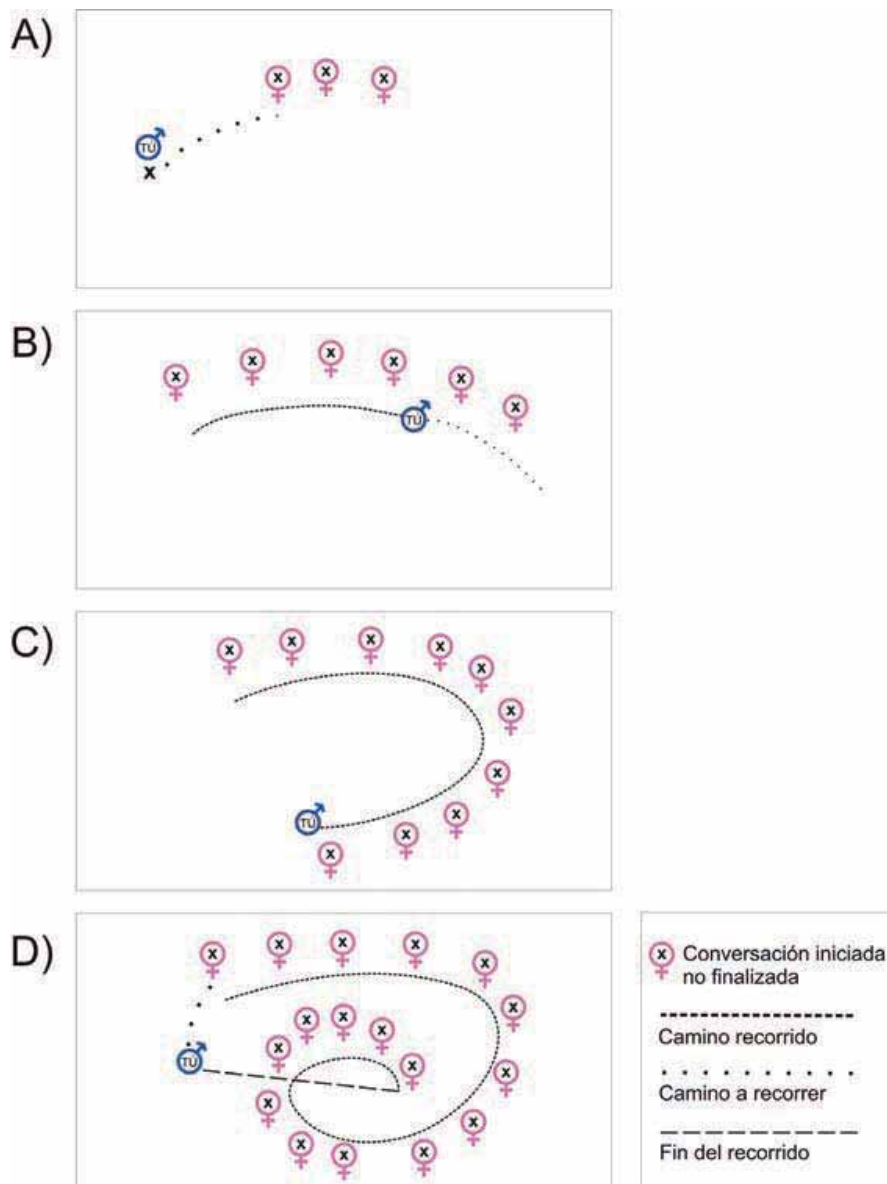 A)
x x x
TÚ
x
B)
x x x x x x
TÚ
C)
x x x x x x x x x x
TÚ
D)
x x x x x
x x x x x
TÚ
x x x x
x x x x
Conversación iniciada
no finalizada
Camino recorrido
Camino a recorrer
Fin del recorrido